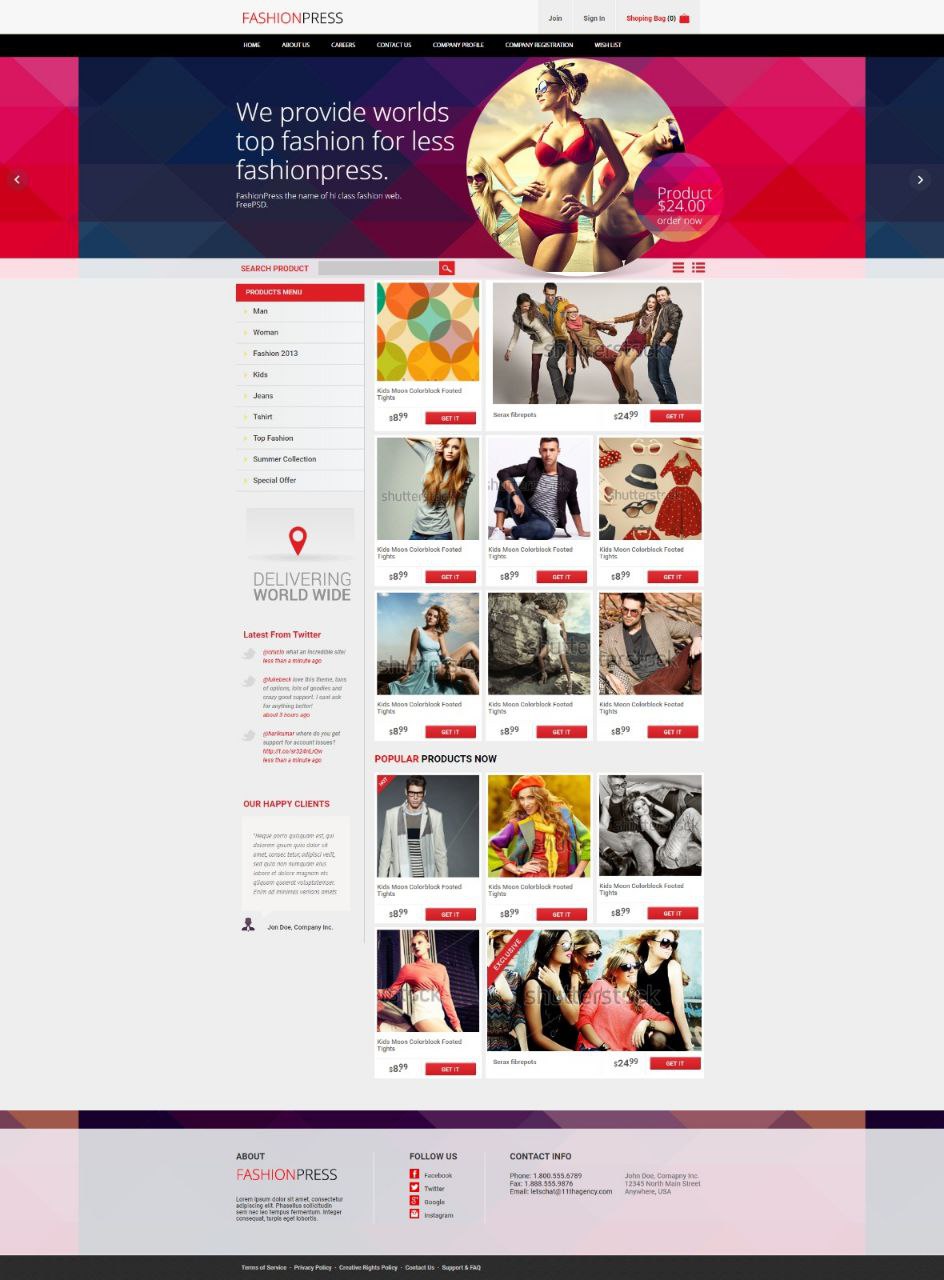 FASHIONPRESS
Join
Sign In
Shoping Bag (0)
HOME
ABOUT US
CAREERS
CONTACT US
COMPANY PROFILE
COMPANY REGISTRATION
WISH LIST
We provide worlds
top fashion for less
fashionpress.
FashionPress the name of hi class fashion web.
FreePSD.
Product
$24.00
order now
SEARCH PRODUCT
PRODUCTS MENU
Man
Woman
Fashion 2013
Kids
Jeans
Tshirt
Top Fashion
Summer Collection
Special Offer
DELIVERING
WORLD WIDE
Latest From Twitter
what an incredible site!
less than a minute ago
@lukebeck love this theme, tons
of options, lots of goodies and
crazy good support. I cant ask
for anything better!
about 3 hours ago
@harikumar where do you get
support for account issues?
less than a minute ago
OUR HAPPY CLIENTS
"Neque porro quisquam est, qui
dolorem ipsum quia dolor sit
amet, consec tetur, adipisci velit,
sed quia non numquam eius
labore et dolore magnam als
aliquam quaerat voluptatemser.
Enim ad minimes veniams amets
Jon Doe, Company Inc.
Kids Moon Colorblock Footed
Tights
$8.99
GET IT
shutterstock
Serax fibrepots
$24.99
GET IT
shutterstock
Kids Moon Colorblock Footed
Tights
$8.99
GET IT
Kids Moon Colorblock Footed
Tights
$8.99
GET IT
shutterstock
Kids Moon Colorblock Footed
Tights
$8.99
GET IT
Kids Moon Colorblock Footed
Tights
$8.99
GET IT
Kids Moon Colorblock Footed
Tights
$8.99
GET IT
Kids Moon Colorblock Footed
Tights
$8.99
GET IT
POPULAR PRODUCTS NOW
HOT
Kids Moon Colorblock Footed
Tights
$8.99
GET IT
Kids Moon Colorblock Footed
Tights
$8.99
GET IT
Kids Moon Colorblock Footed
Tights
$8.99
GET IT
Kids Moon Colorblock Footed
Tights
$8.99
GET IT
EXCLUSIVE
shutterstock
Serax fibrepots
$24.99
GET IT
ABOUT
FASHIONPRESS
Lorem ipsum dolor sit amet, consectetur
adipiscing elit. Phasellus sollicitudin
sem nec leo tempus fermentum. Integer
consequat, turpis eget lobortis.
FOLLOW US
Facebook
Twitter
Google
Instagram
CONTACT INFO
Phone: 1.800.555.6789
Fax: 1.888.555.9876
Email: letschat@11thagency.com
John Doe, Comapny Inc.
12345 North Main Street
Anywhere, USA
Terms of Service - Privacy Policy - Creative Rights Policy - Contact Us - Support & FAQ